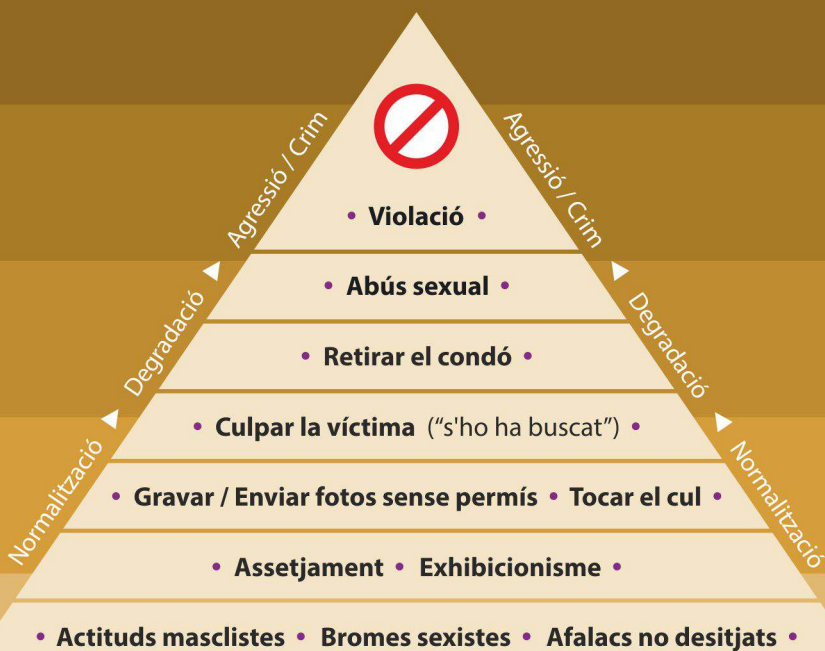 Agressió / Crim
Agressió / Crim
• Violació •
• Abús sexual •
Degradació
Degradació
• Retirar el condó •
• Culpar la víctima (“s'ho ha buscat”) •
Normalització
Normalització
• Gravar / Enviar fotos sense permís • Tocar el cul •
• Assetjament • Exhibicionisme •
• Actituds masclistes • Bromes sexistes • Afalacs no desitjats •